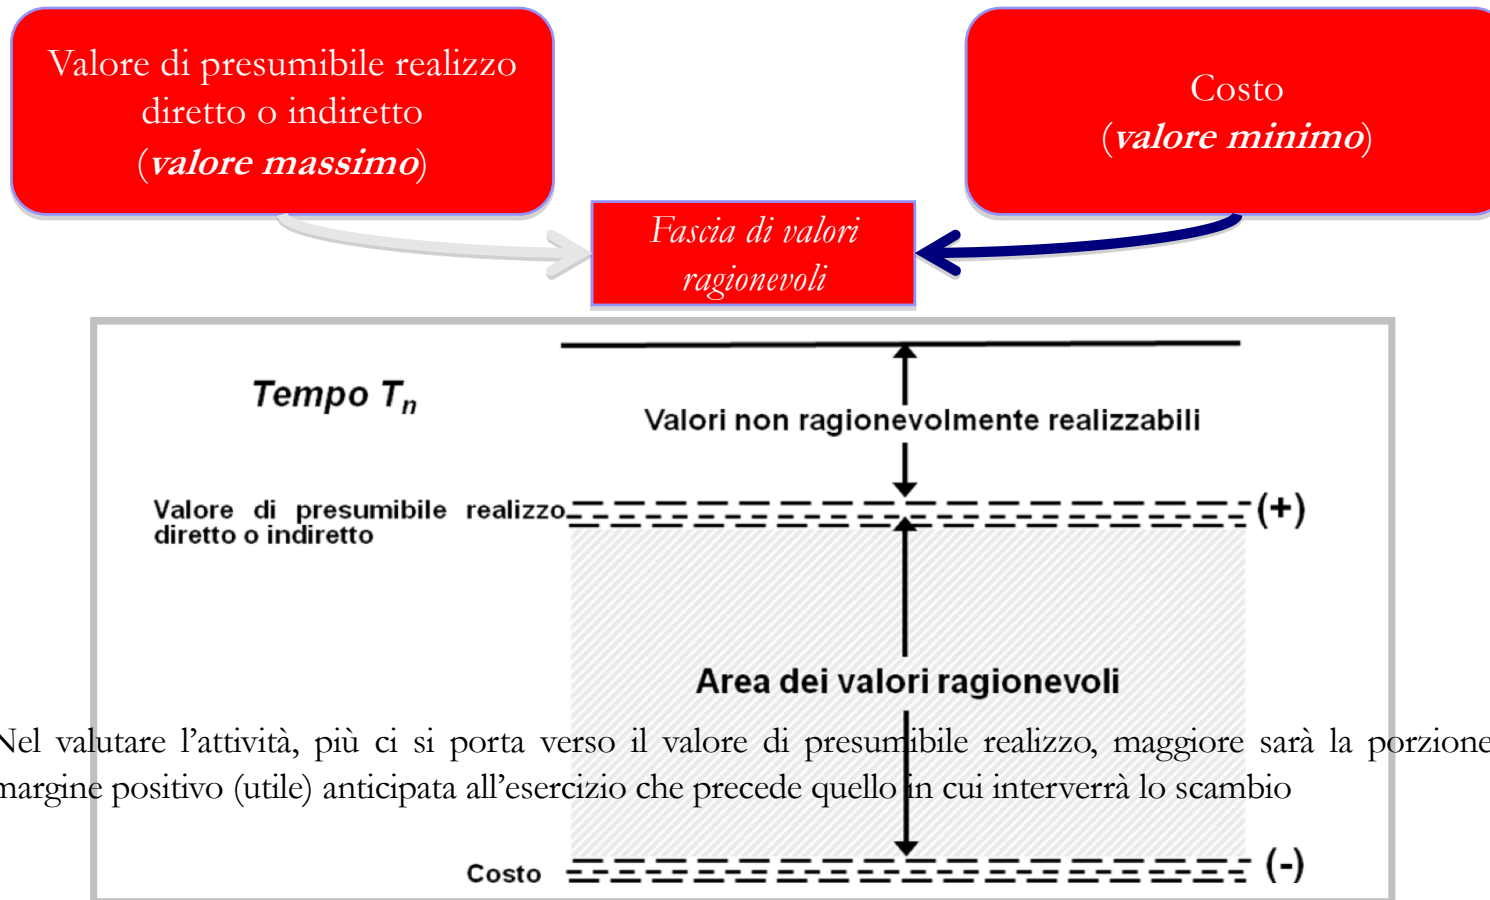 Valore di presumibile realizzo
diretto o indiretto
(valore massimo)
Costo
(valore minimo)
Fascia di valori
ragionevoli
Tempo Tn
Valori non ragionevolmente realizzabili
Valore di presumibile realizzo
diretto o indiretto
(+)
Area dei valori ragionevoli
Nel valutare l’attività, più ci si porta verso il valore di presumibile realizzo, maggiore sarà la porzione
margine positivo (utile) anticipata all’esercizio che precede quello in cui interverrà lo scambio
Costo
(-)